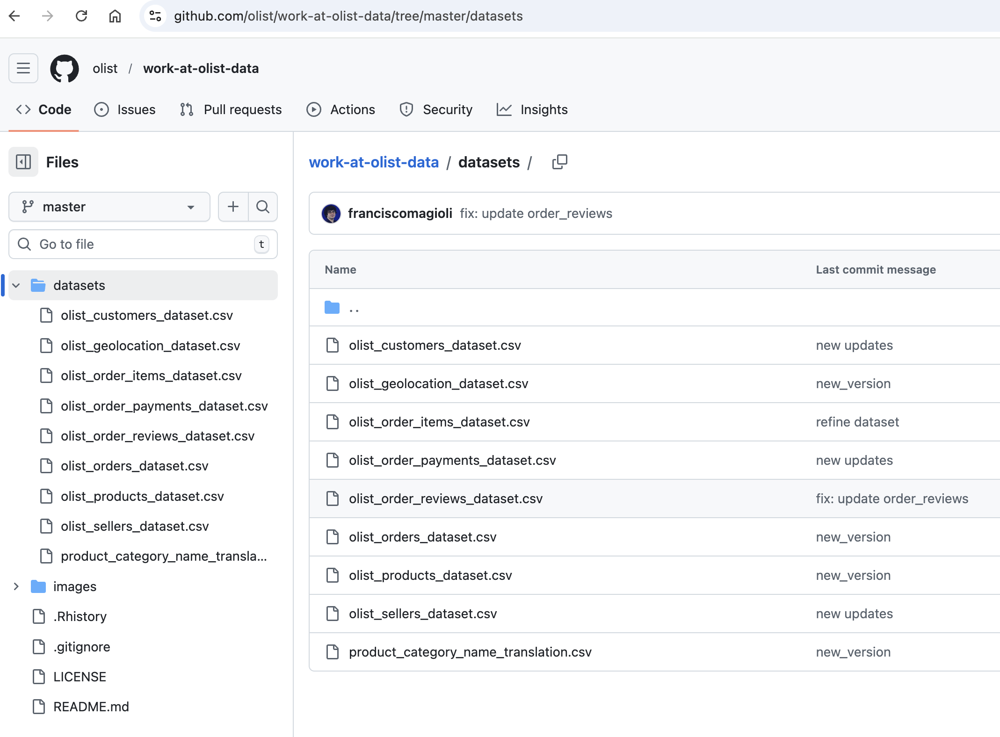 github.com/olist/work-at-olist-data/tree/master/datasets
olist / work-at-olist-data
Code Issues Pull requests Actions Security Insights
Files
master
Go to file t
datasets
olist_customers_dataset.csv
olist_geolocation_dataset.csv
olist_order_items_dataset.csv
olist_order_payments_dataset.csv
olist_order_reviews_dataset.csv
olist_orders_dataset.csv
olist_products_dataset.csv
olist_sellers_dataset.csv
product_category_name_transla...
images
.Rhistory
.gitignore
LICENSE
README.md
work-at-olist-data / datasets /
franciscomagioli fix: update order_reviews
Name Last commit message
..
olist_customers_dataset.csv new updates
olist_geolocation_dataset.csv new_version
olist_order_items_dataset.csv refine dataset
olist_order_payments_dataset.csv new updates
olist_order_reviews_dataset.csv fix: update order_reviews
olist_orders_dataset.csv new_version
olist_products_dataset.csv new_version
olist_sellers_dataset.csv new updates
product_category_name_translation.csv new_version